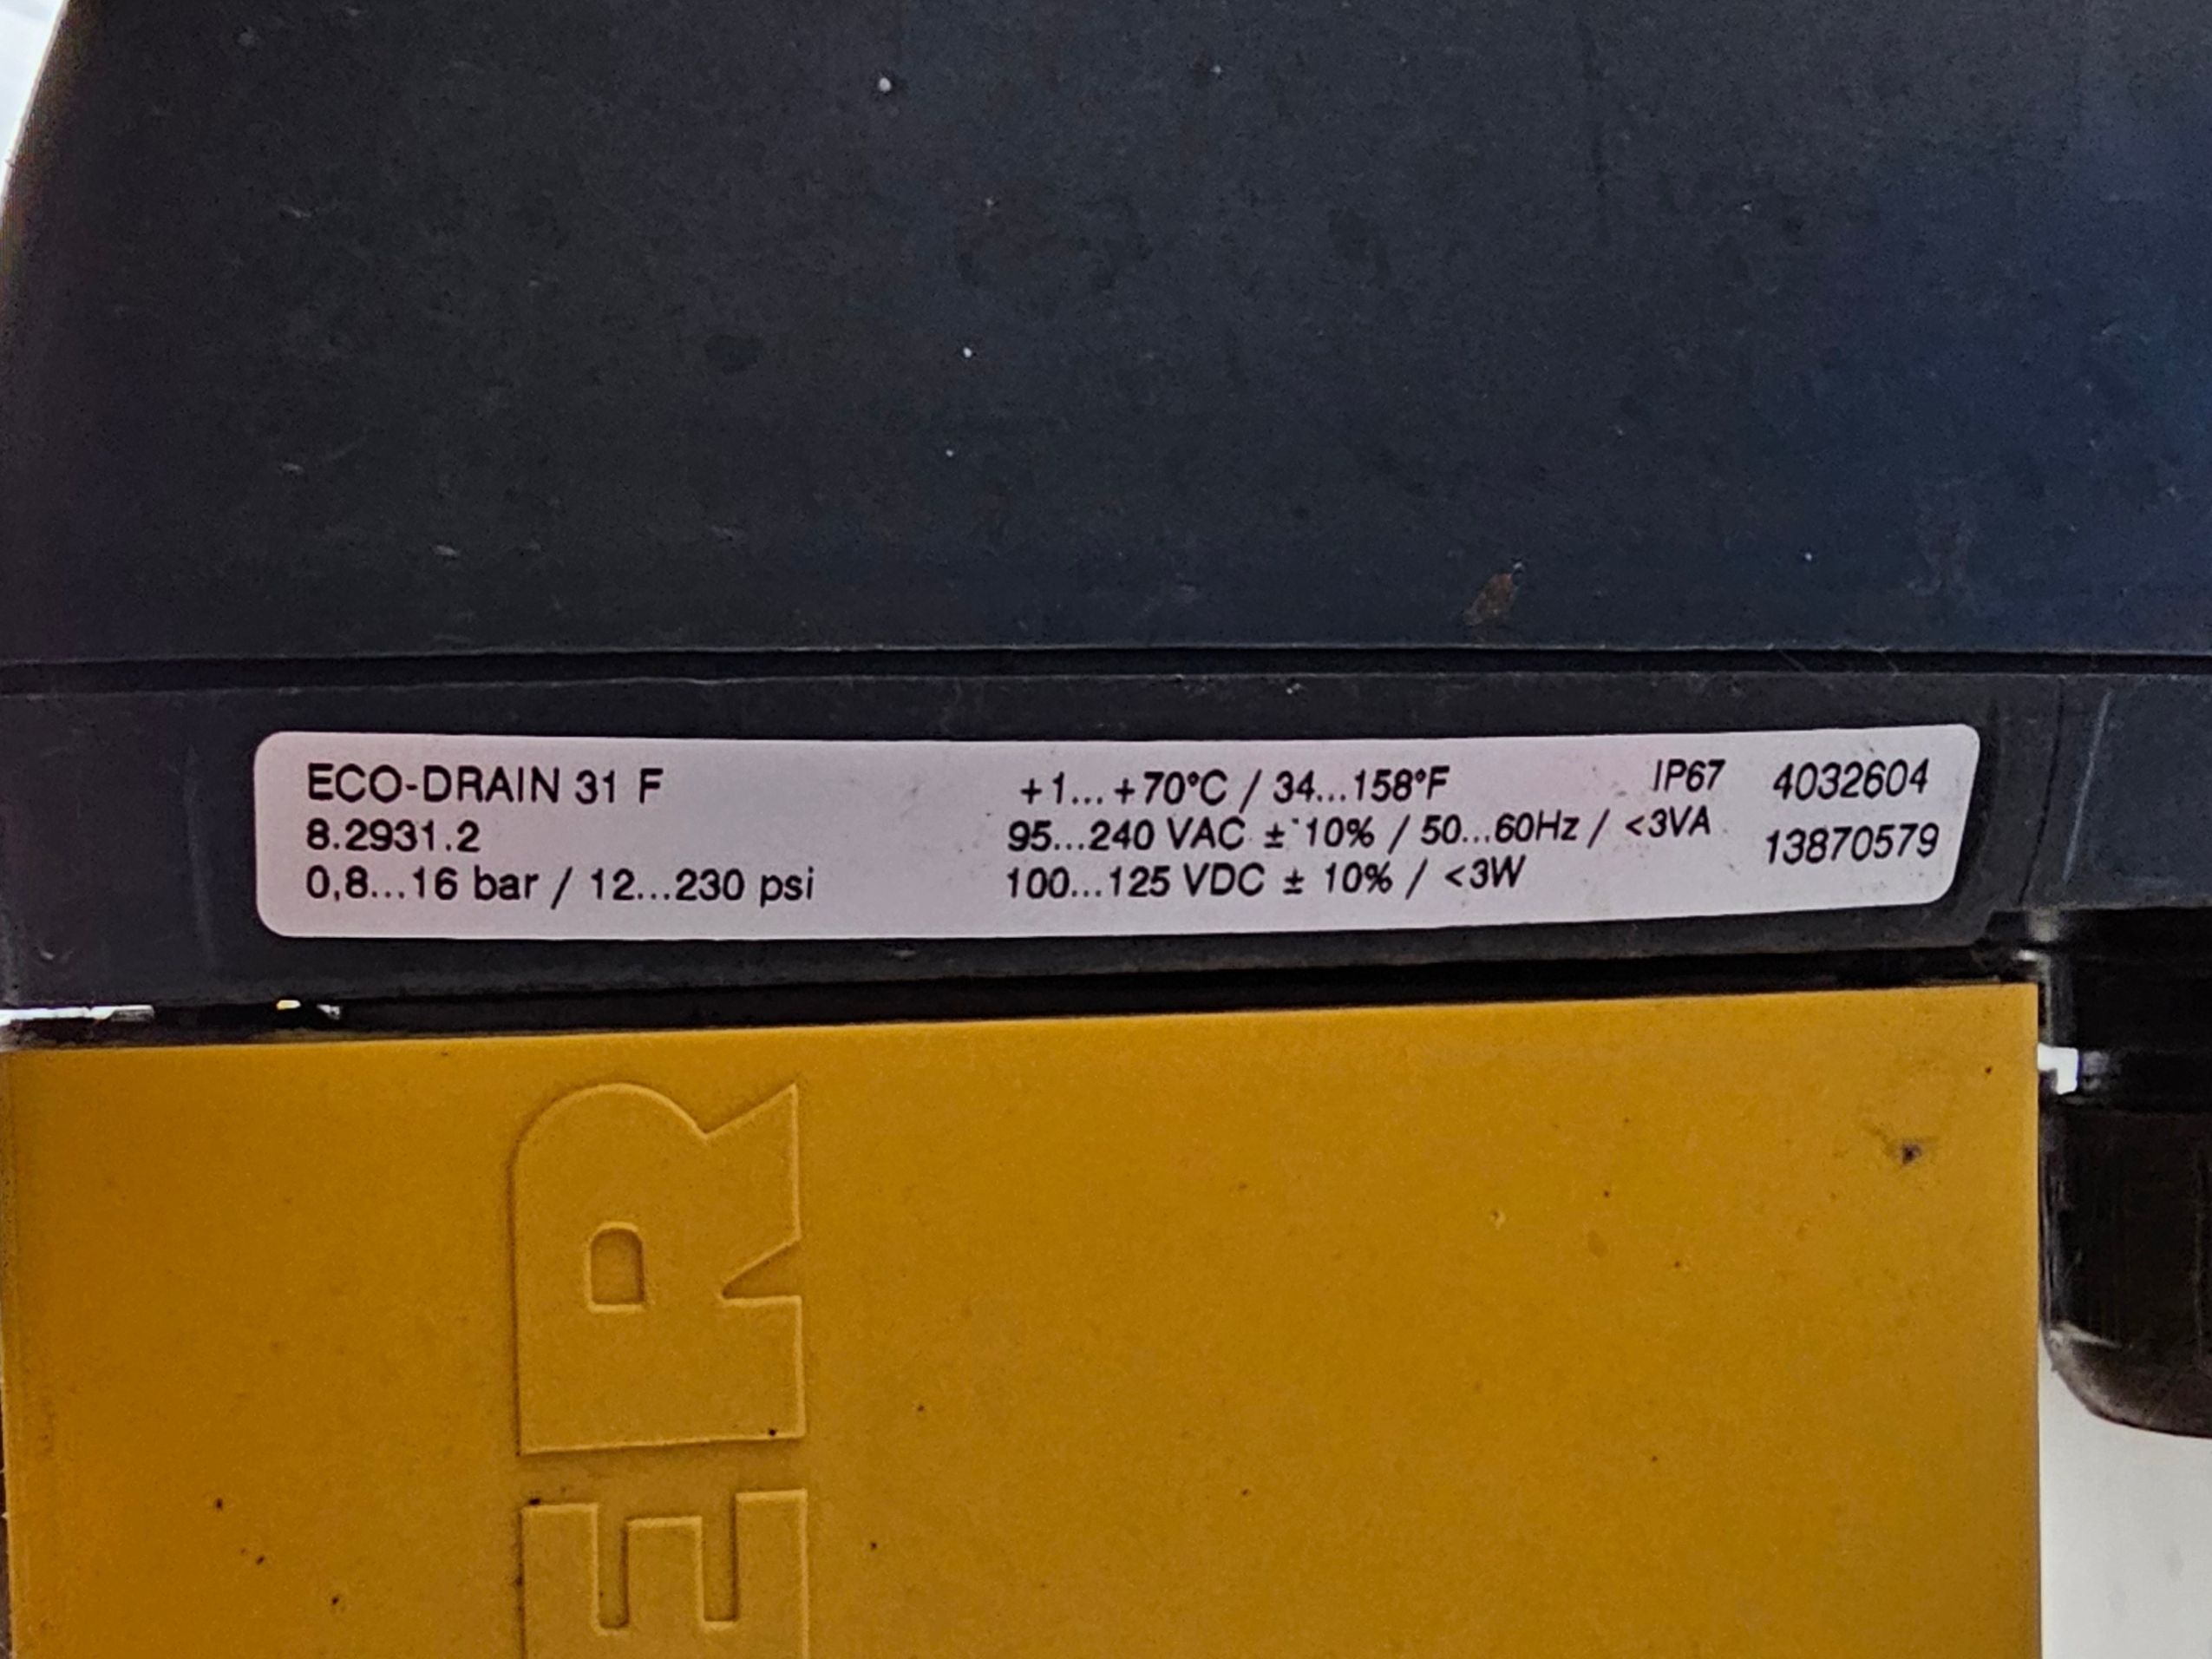 ECO-DRAIN 31 F
8.2931.2
0,8...16 bar / 12...230 psi
+1...+70°C / 34...158°F
95...240 VAC ± 10% / 50...60Hz / <3VA
100...125 VDC ± 10% / <3W
IP67
4032604
13870579
ER